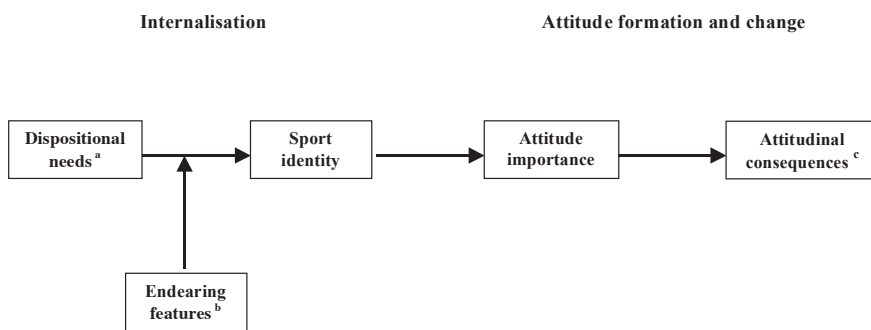 Internalisation
Attitude formation and change
Dispositional
needs a
Sport
identity
Attitude
importance
Attitudinal
consequences c
Endearing
features b